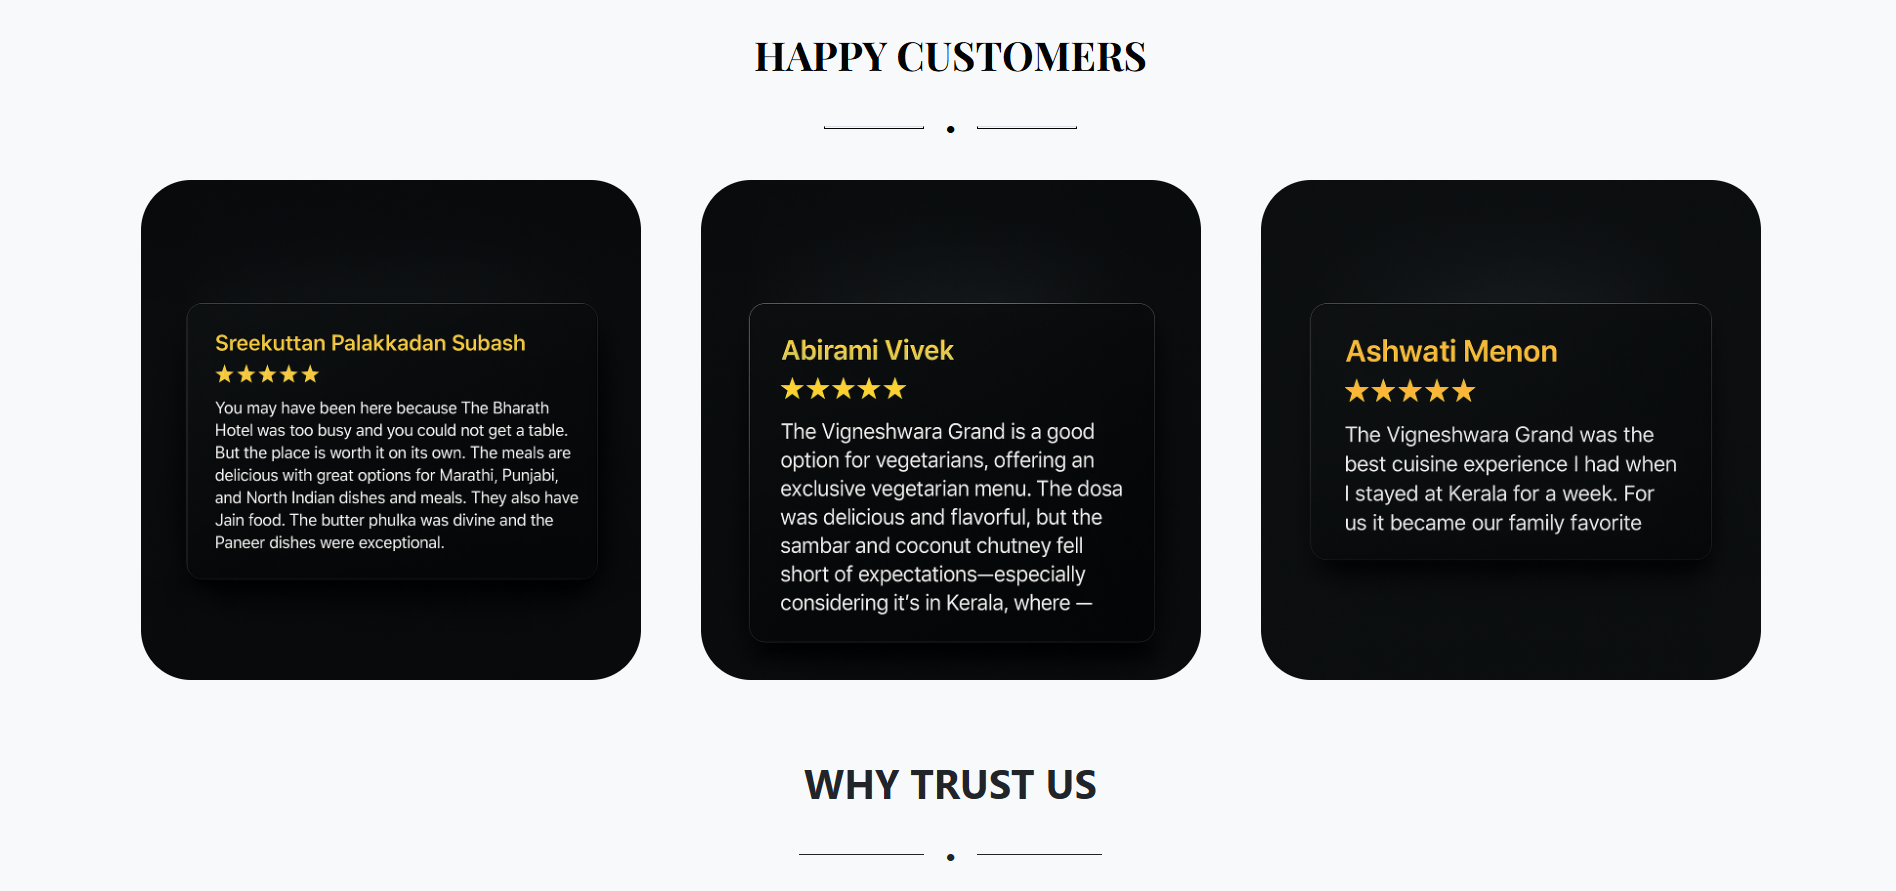 HAPPY CUSTOMERS
Sreekuttan Palakkadan Subash
★★★★★
You may have been here because The Bharath
Hotel was too busy and you could not get a table.
But the place is worth it on its own. The meals are
delicious with great options for Marathi, Punjabi,
and North Indian dishes and meals. They also have
Jain food. The butter phulka was divine and the
Paneer dishes were exceptional.
Abirami Vivek
★★★★★
The Vigneshwara Grand is a good
option for vegetarians, offering an
exclusive vegetarian menu. The dosa
was delicious and flavorful, but the
sambar and coconut chutney fell
short of expectations—especially
considering it's in Kerala, where —
Ashwati Menon
★★★★★
The Vigneshwara Grand was the
best cuisine experience I had when
I stayed at Kerala for a week. For
us it became our family favorite
WHY TRUST US